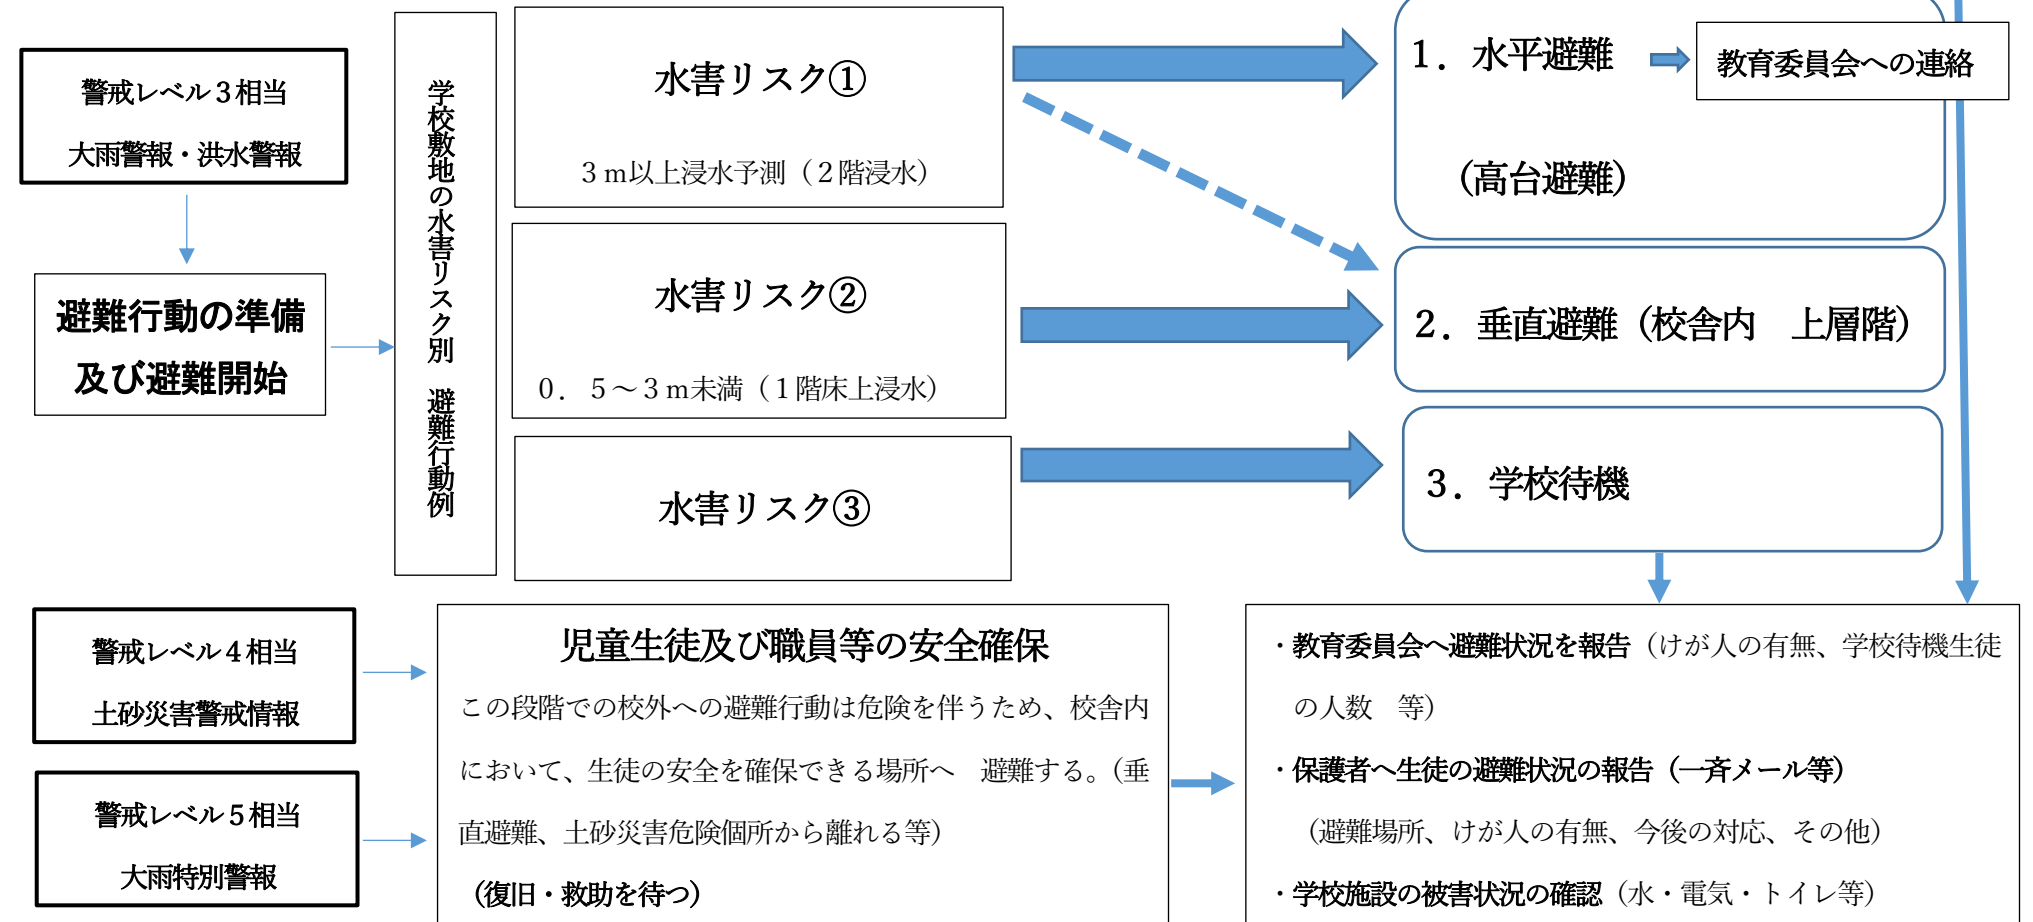 警戒レベル３相当
大雨警報・洪水警報
避難行動の準備
及び避難開始
学校敷地の水害リスク別　避難行動例
水害リスク①
３ｍ以上浸水予測（２階浸水）
水害リスク②
０．５～３ｍ未満（１階床上浸水）
水害リスク③
１．水平避難
（高台避難）
教育委員会への連絡
２．垂直避難（校舎内　上層階）
３．学校待機
警戒レベル４相当
土砂災害警戒情報
警戒レベル５相当
大雨特別警報
児童生徒及び職員等の安全確保
この段階での校外への避難行動は危険を伴うため、校舎内
において、生徒の安全を確保できる場所へ　避難する。（垂
直避難、土砂災害危険個所から離れる等）
（復旧・救助を待つ）
・教育委員会へ避難状況を報告（けが人の有無、学校待機生徒
の人数　等）
・保護者へ生徒の避難状況の報告（一斉メール等）
（避難場所、けが人の有無、今後の対応、その他）
・学校施設の被害状況の確認（水・電気・トイレ等）